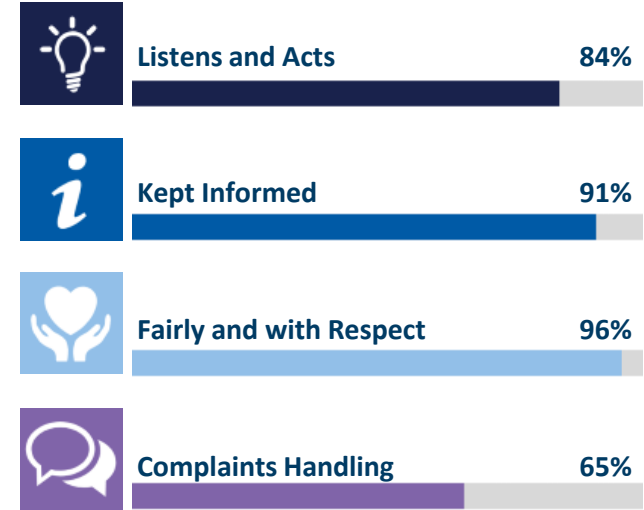 Listens and Acts 84%
Kept Informed 91%
Fairly and with Respect 96%
Complaints Handling 65%